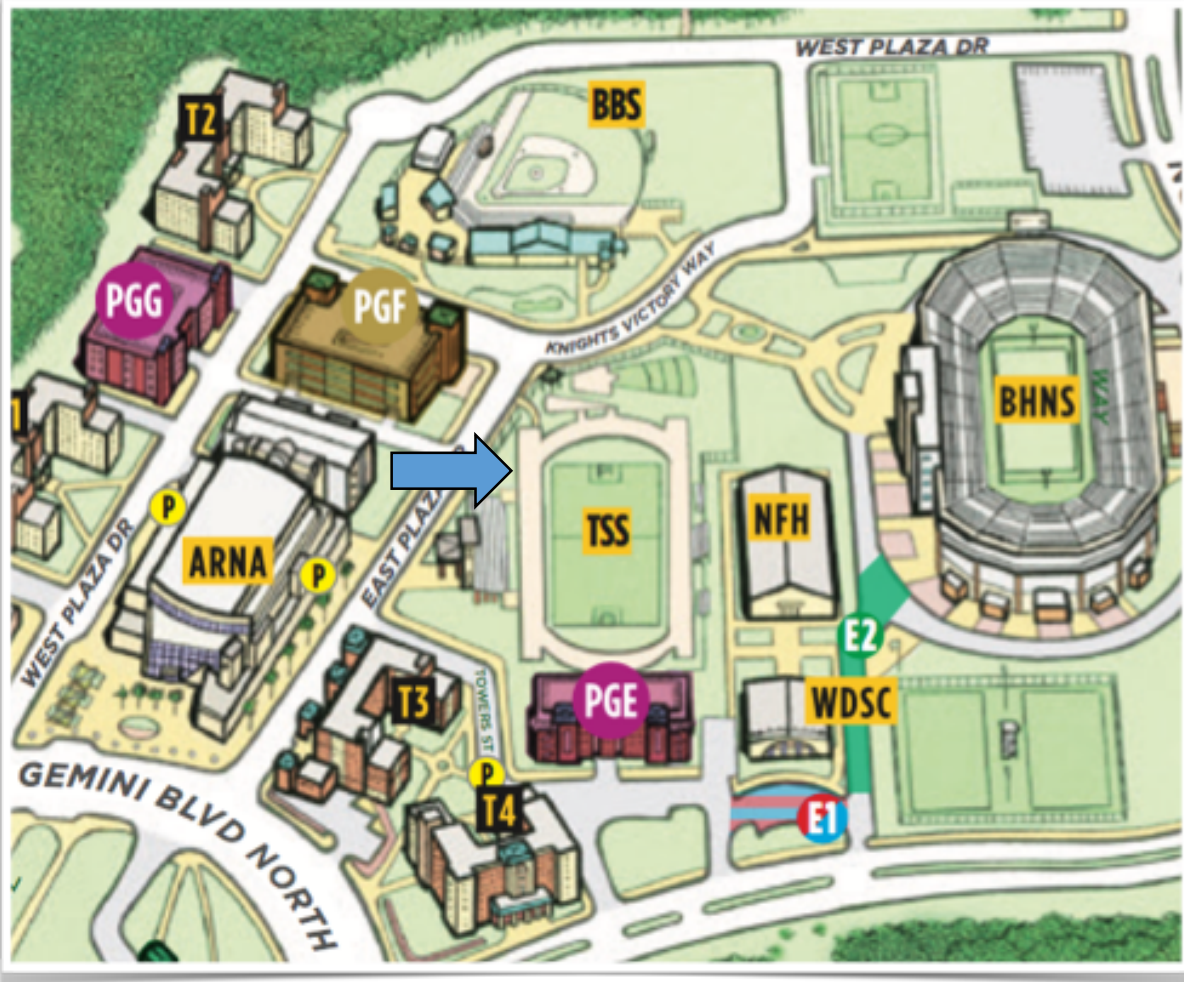 WEST PLAZA DR
BBS
T2
PGG
PGF
KNIGHTS VICTORY WAY
BHNS
WAY
P
ARNA
P
EAST PLAZA
TSS
NFH
WEST PLAZA DR
E2
T3
TOWERS ST
PGE
WDSC
P
T4
E1
GEMINI BLVD NORTH